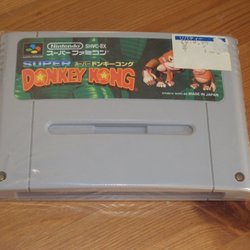 Nintendo SHVC-8X
スーパーファミコン
SUPER スーパードンキーコング
DONKEY KONG
MADE IN JAPAN